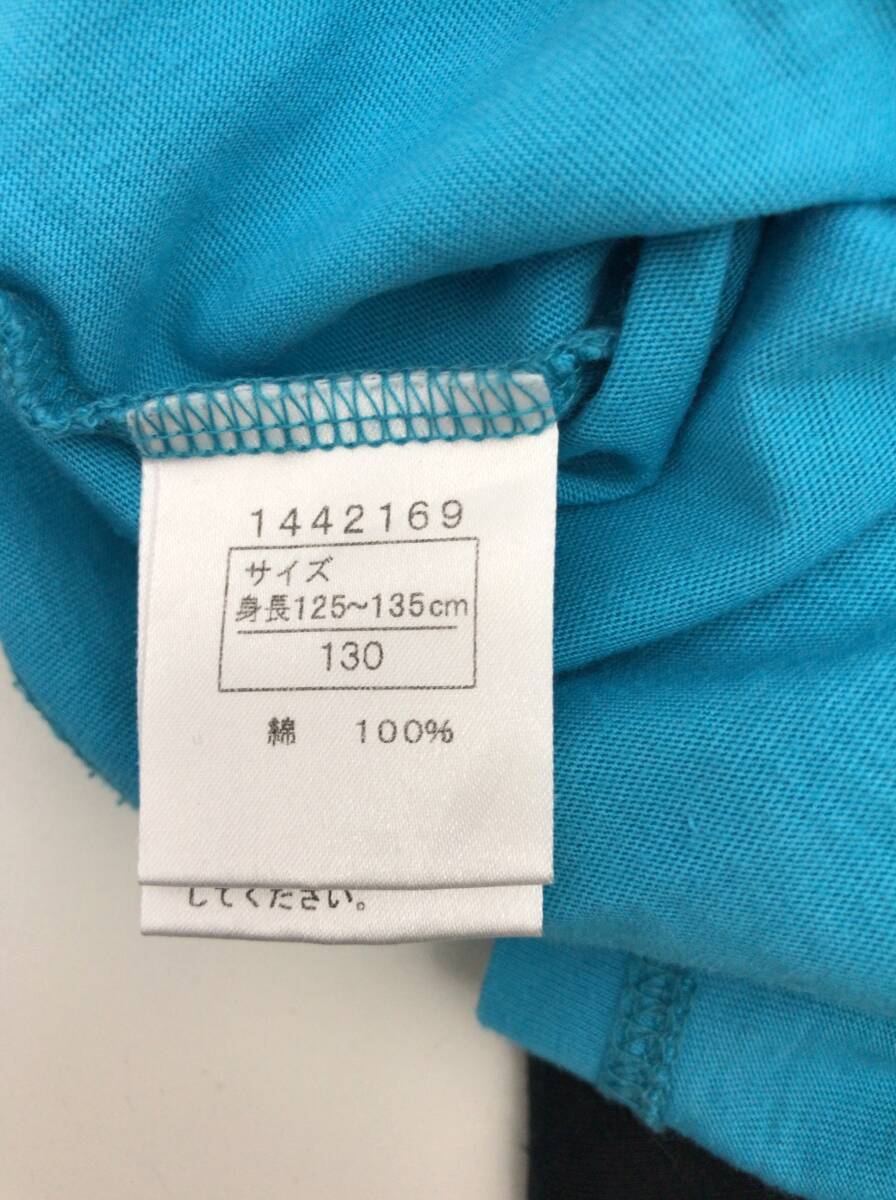 1442169
サイズ
身長125~135cm
130
綿 100%
してください。